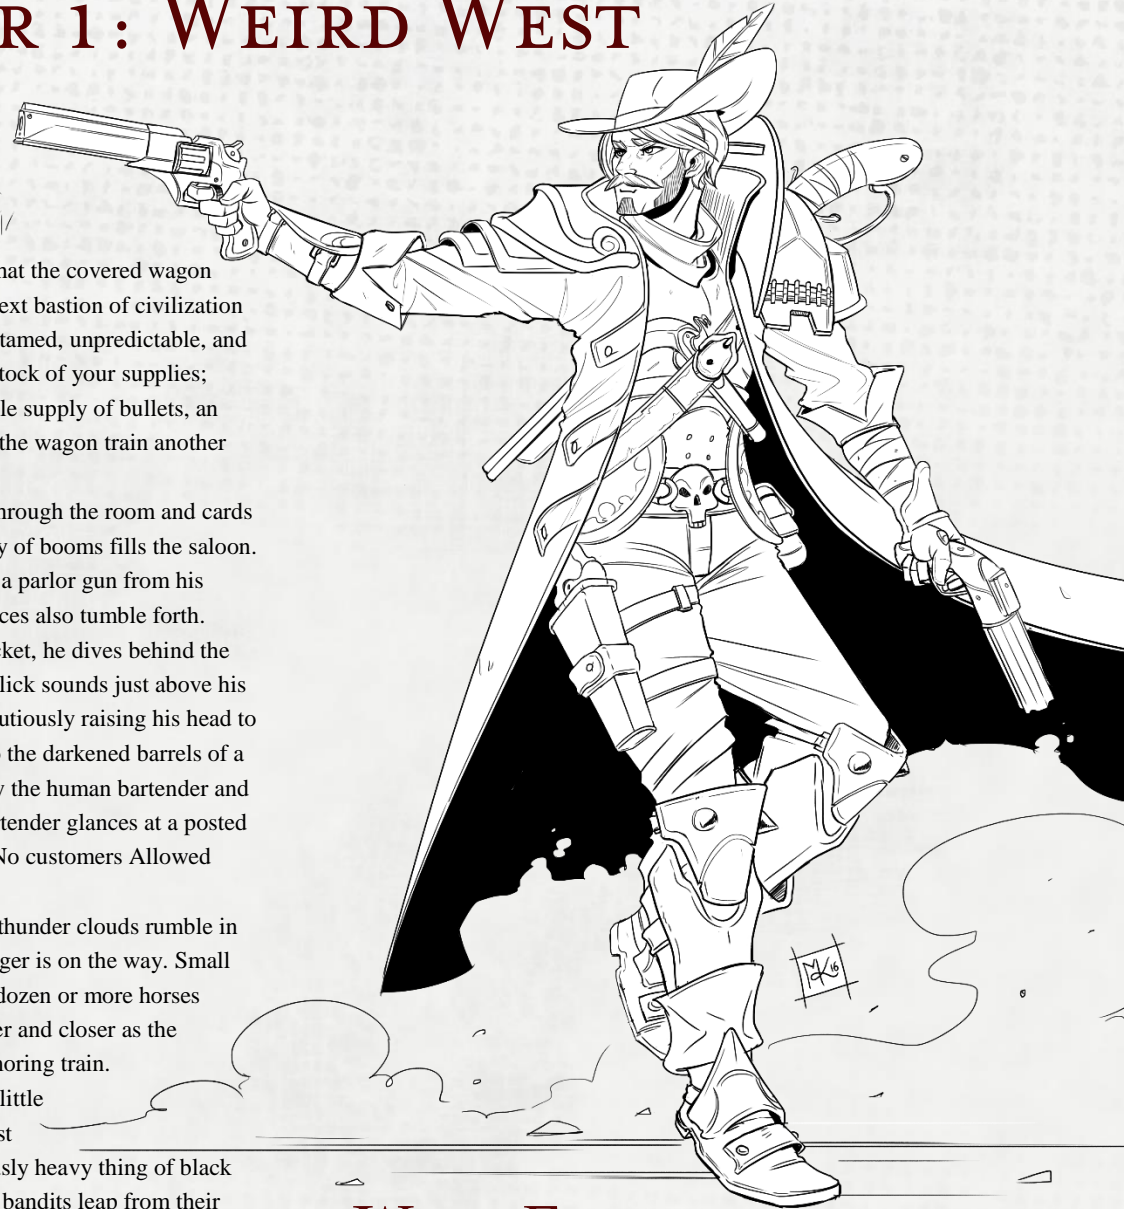 R 1: WEIRD WEST
hat the covered wagon
ext bastion of civilization
tamed, unpredictable, and
tock of your supplies;
le supply of bullets, an
the wagon train another
hrough the room and cards
y of booms fills the saloon.
a parlor gun from his
ces also tumble forth.
ket, he dives behind the
lick sounds just above his
utiously raising his head to
the darkened barrels of a
y the human bartender and
tender glances at a posted
No customers Allowed
thunder clouds rumble in
ger is on the way. Small
dozen or more horses
er and closer as the
noring train.
little
st
sly heavy thing of black
bandits leap from their
MK16